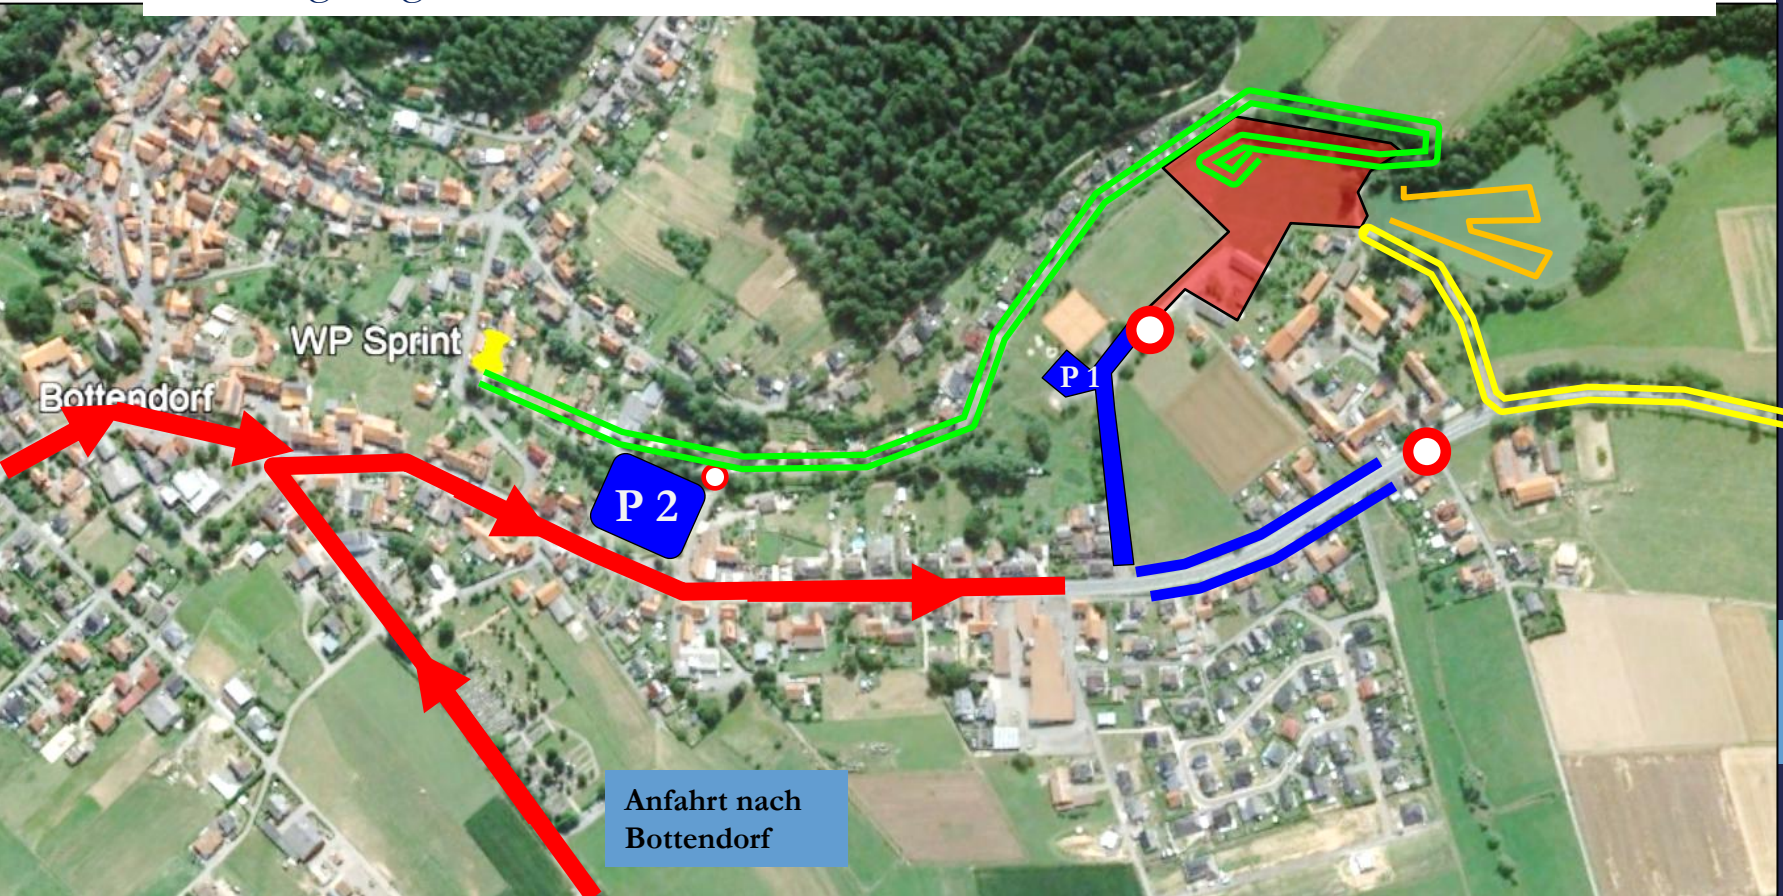 WP Sprint
Bottendorf
P 1
P 2
Anfahrt nach
Bottendorf